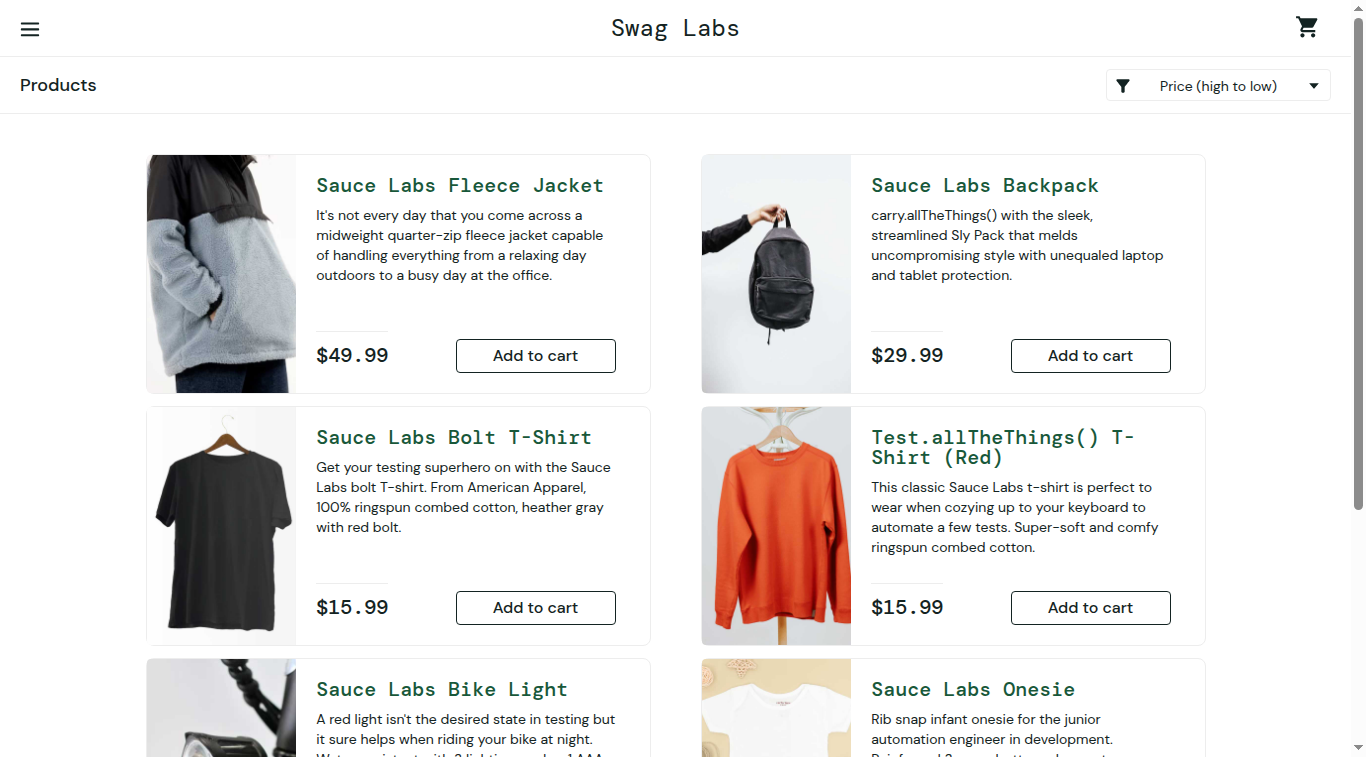 Swag Labs
Products
Price (high to low)
Sauce Labs Fleece Jacket
It's not every day that you come across a
midweight quarter-zip fleece jacket capable
of handling everything from a relaxing day
outdoors to a busy day at the office.
$49.99
Add to cart
Sauce Labs Backpack
carry.allTheThings() with the sleek,
streamlined Sly Pack that melds
uncompromising style with unequaled laptop
and tablet protection.
$29.99
Add to cart
Sauce Labs Bolt T-Shirt
Get your testing superhero on with the Sauce
Labs bolt T-shirt. From American Apparel,
100% ringspun combed cotton, heather gray
with red bolt.
$15.99
Add to cart
Test.allTheThings() T-
Shirt (Red)
This classic Sauce Labs t-shirt is perfect to
wear when cozying up to your keyboard to
automate a few tests. Super-soft and comfy
ringspun combed cotton.
$15.99
Add to cart
Sauce Labs Bike Light
A red light isn't the desired state in testing but
it sure helps when riding your bike at night.
Sauce Labs Onesie
Rib snap infant onesie for the junior
automation engineer in development.